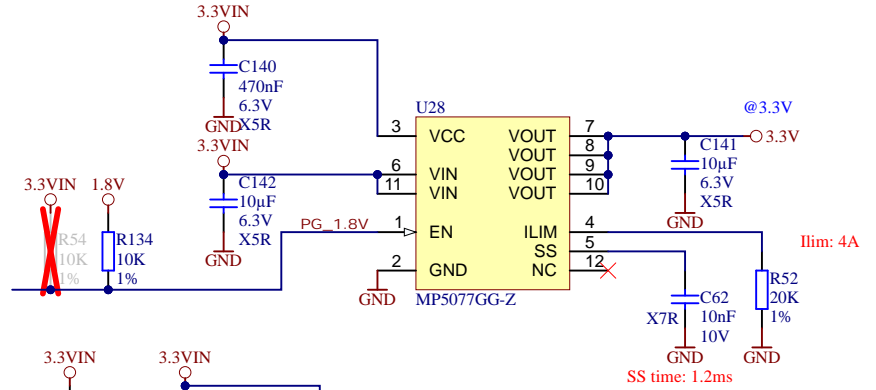 3.3VIN
C140
470nF
6.3V
X5R
GND
U28
3 VCC VOUT 7
VOUT 8
6 VIN VOUT 9
11 VIN VOUT 10
1 EN ILIM 4
SS 5
2 GND NC 12
MP5077GG-Z
@3.3V
3.3V
C141
10µF
6.3V
X5R
GND
3.3VIN
C142
10µF
6.3V
X5R
GND
3.3VIN
1.8V
R54
10K
1%
R134
10K
1%
PG_1.8V
GND
Ilim: 4A
R52
20K
1%
GND
C62
X7R
10nF
10V
GND
SS time: 1.2ms
3.3VIN
3.3VIN